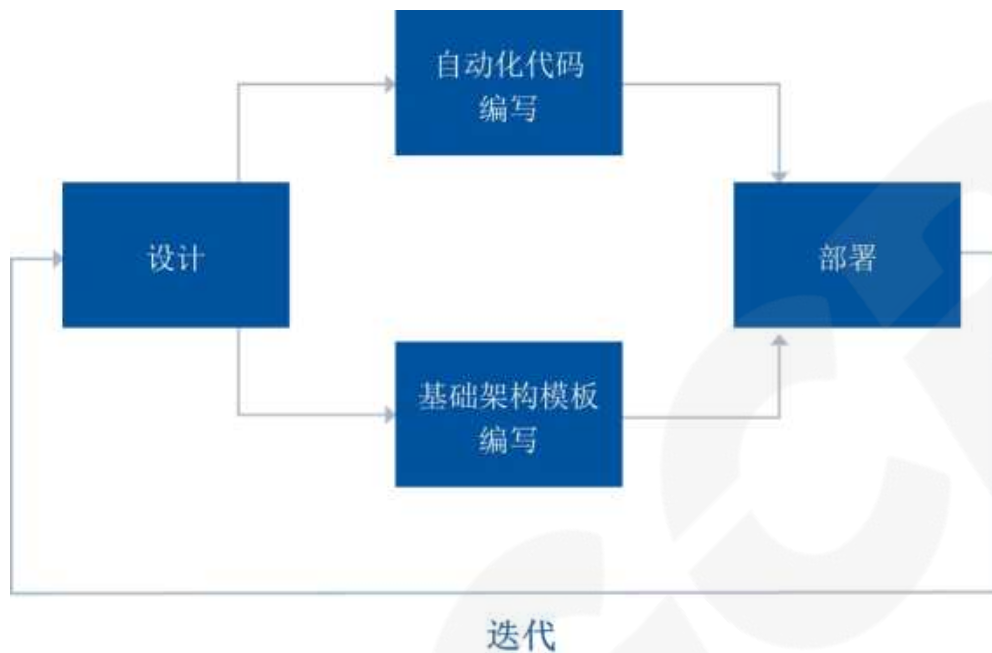 自动化代码
编写
设计
部署
基础架构模板
编写
迭代